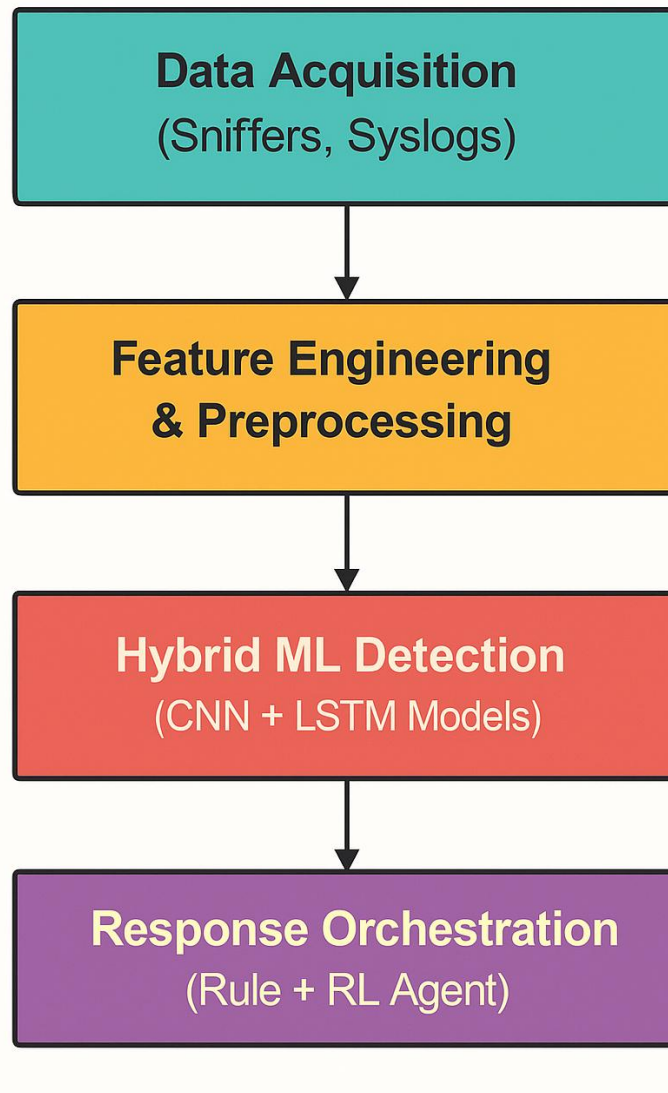 Data Acquisition
(Sniffers, Syslogs)
Feature Engineering
& Preprocessing
Hybrid ML Detection
(CNN + LSTM Models)
Response Orchestration
(Rule + RL Agent)